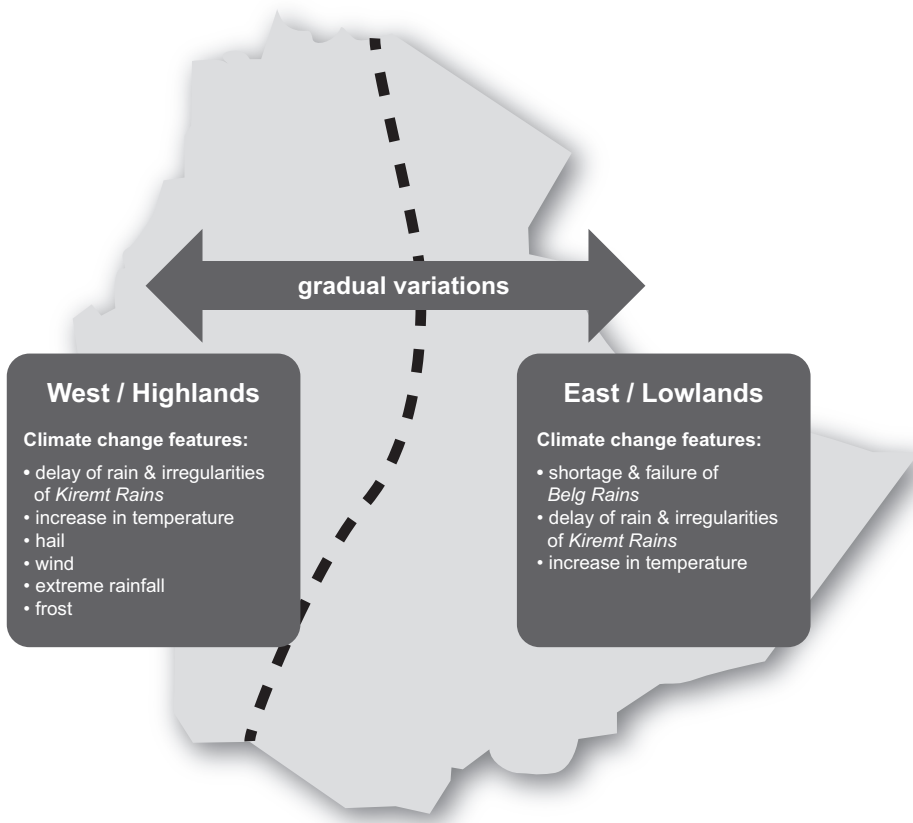 gradual variations
West / Highlands
Climate change features:
• delay of rain & irregularities
of Kiremt Rains
• increase in temperature
• hail
• wind
• extreme rainfall
• frost
East / Lowlands
Climate change features:
• shortage & failure of
Belg Rains
• delay of rain & irregularities
of Kiremt Rains
• increase in temperature